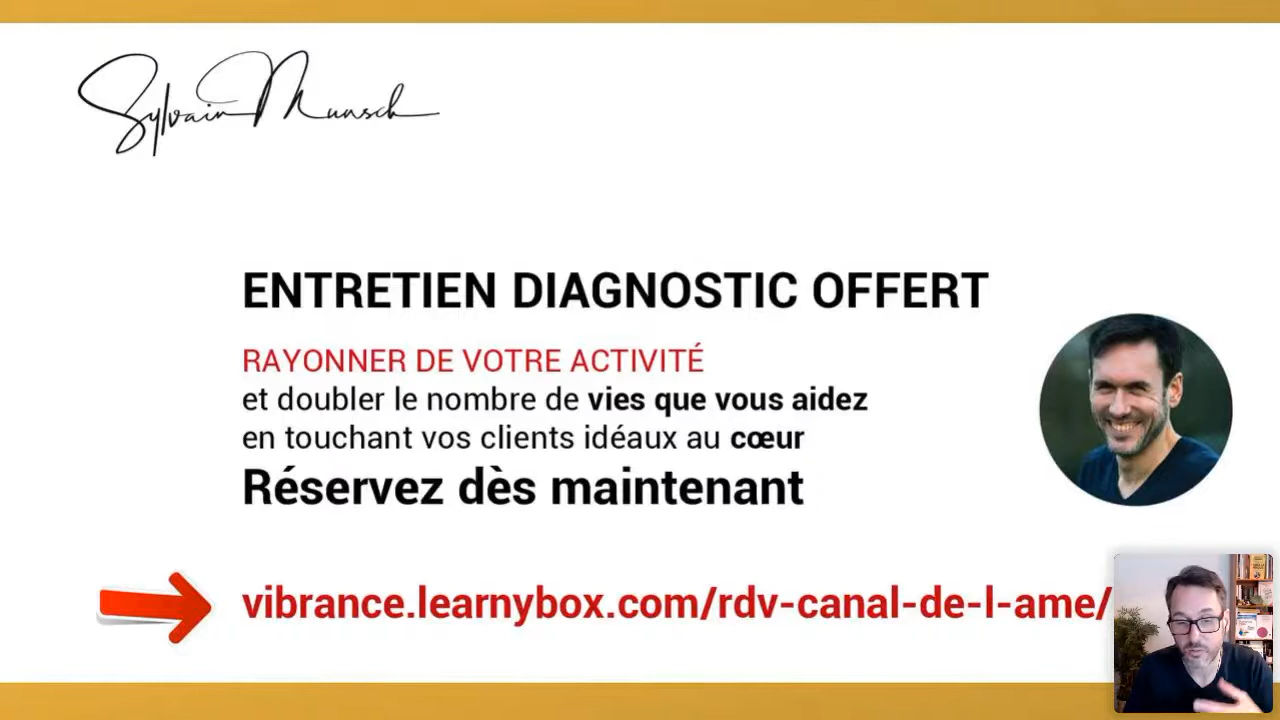 Sylvain Munsch
ENTRETIEN DIAGNOSTIC OFFERT
RAYONNER DE VOTRE ACTIVITÉ
et doubler le nombre de vies que vous aidez
en touchant vos clients idéaux au cœur
Réservez dès maintenant
vibrance.learnybox.com/rdv-canal-de-l-ame/